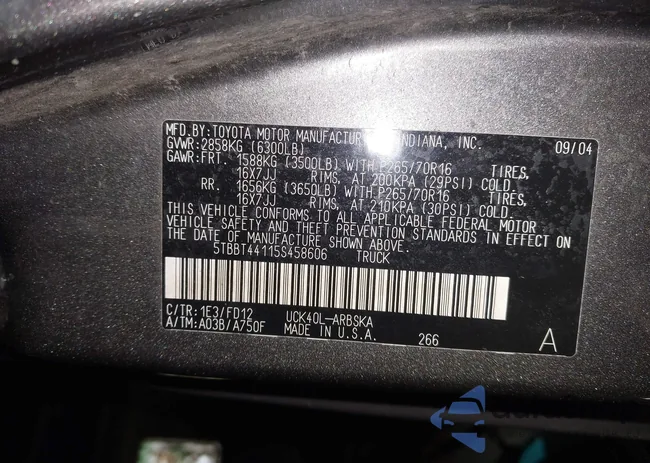 MFD.BY:TOYOTA MOTOR MANUFACTUR INDIANA, INC. 09/04
GVWR:2858KG (6300LB)
GAWR:FRT. 1588KG (3500LB) WITH P265/70R16 TIRES,
16X7JJ RIMS, AT 200KPA (29PSI) COLD.
RR. 1656KG (3650LB) WITH P265/70R16 TIRES,
16X7JJ RIMS, AT 210KPA (30PSI) COLD.
THIS VEHICLE CONFORMS TO ALL APPLICABLE FEDERAL MOTOR
VEHICLE SAFETY AND THEFT PREVENTION STANDARDS IN EFFECT ON
THE DATE OF MANUFACTURE SHOWN ABOVE.
5TBBT44115S458606 TRUCK
C/TR: 1E3/FD12 UCK40L-ARBSKA
A/TM: A03B/A750F MADE IN U.S.A. 266 A